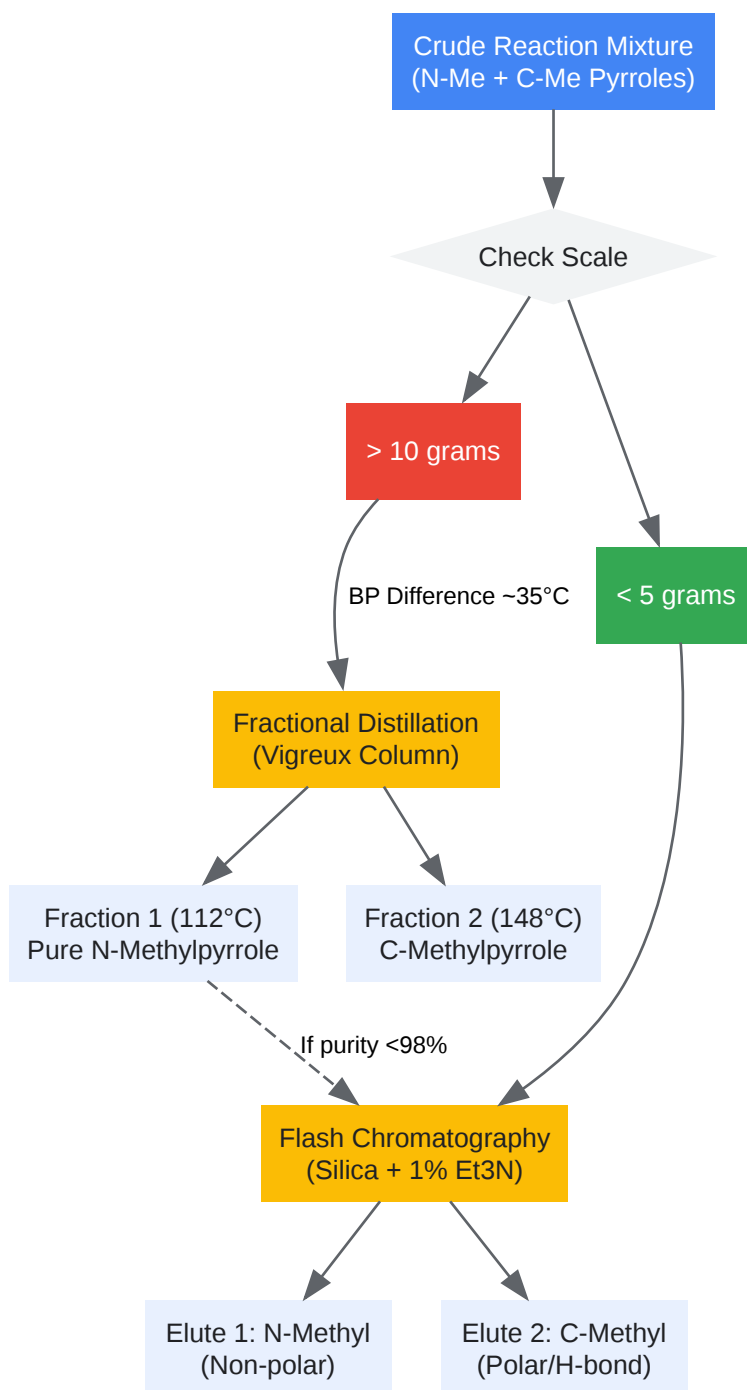 Crude Reaction Mixture
(N-Me + C-Me Pyrroles)
Check Scale
> 10 grams
BP Difference ~35°C
< 5 grams
Fractional Distillation
(Vigreux Column)
Fraction 1 (112°C)
Pure N-Methylpyrrole
Fraction 2 (148°C)
C-Methylpyrrole
If purity <98%
Flash Chromatography
(Silica + 1% Et3N)
Elute 1: N-Methyl
(Non-polar)
Elute 2: C-Methyl
(Polar/H-bond)